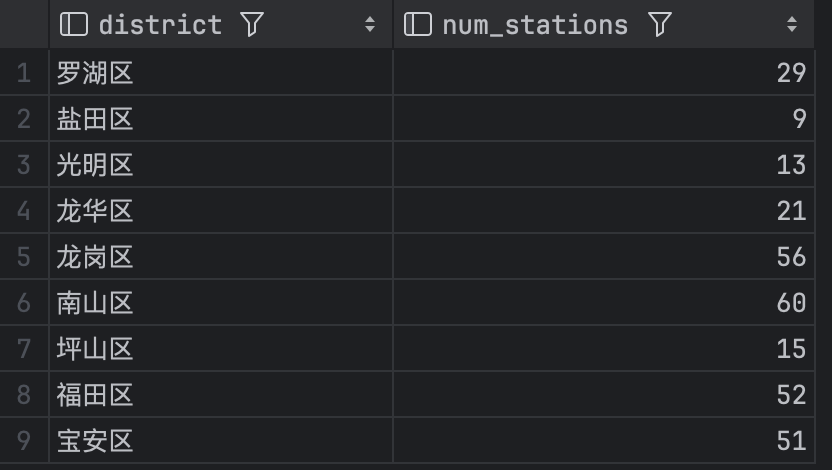 district num_stations
1 罗湖区 29
2 盐田区 9
3 光明区 13
4 龙华区 21
5 龙岗区 56
6 南山区 60
7 坪山区 15
8 福田区 52
9 宝安区 51